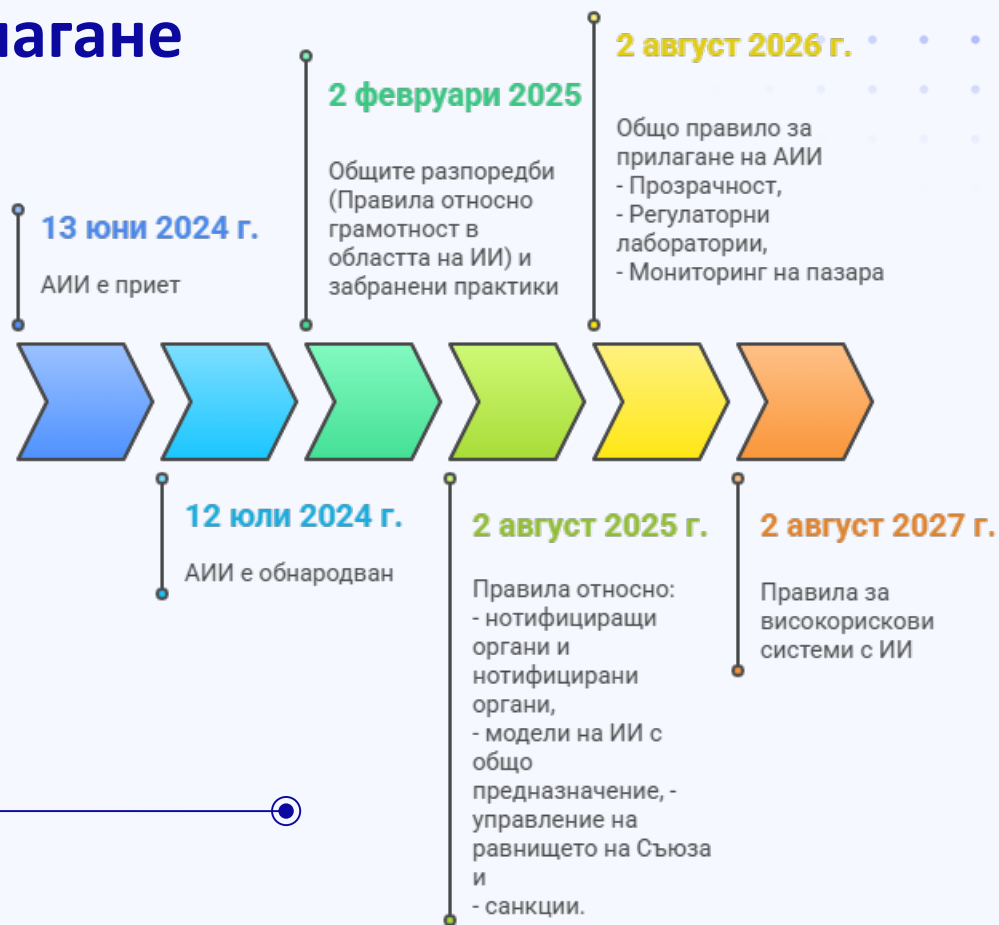 лагане
13 юни 2024 г.
АИИ е приет
12 юли 2024 г.
АИИ е обнародван
2 февруари 2025
Общите разпоредби
(Правила относно
грамотност в
областта на ИИ) и
забранени практики
2 август 2025 г.
Правила относно:
- нотифициращи
органи и
нотифицирани
органи,
- модели на ИИ с
общо
предназначение, -
управление на
равнището на Съюза
и
- санкции.
2 август 2026 г.
Общо правило за
прилагане на АИИ
- Прозрачност,
- Регулаторни
лаборатории,
- Мониторинг на пазара
2 август 2027 г.
Правила за
високорискови
системи с ИИ